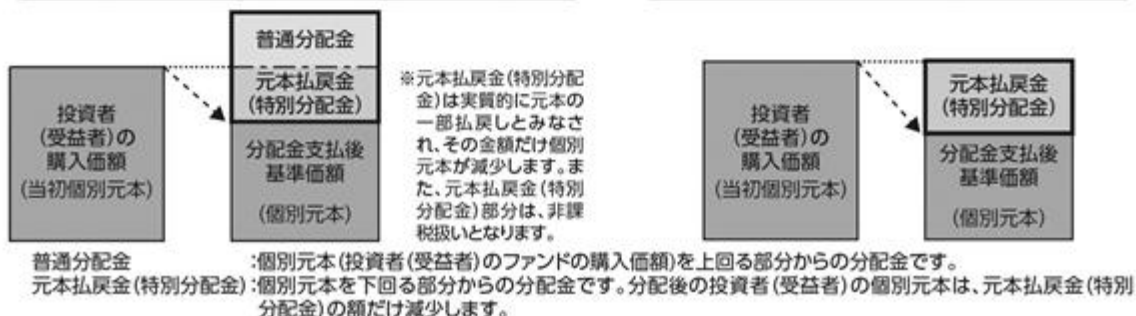 普通分配金
元本払戻金
(特別分配金)
投資者
(受益者)の
購入価額
(当初個別元本)
分配金支払後
基準価額
(個別元本)
※元本払戻金(特別分配
金)は実質的に元本の
一部払戻しとみなさ
れ、その金額だけ個別
元本が減少します。ま
た、元本払戻金(特別
分配金)部分は、非課
税扱いとなります。
投資者
(受益者)の
購入価額
(当初個別元本)
元本払戻金
(特別分配金)
分配金支払後
基準価額
(個別元本)
普通分配金 :個別元本(投資者(受益者)のファンドの購入価額)を上回る部分からの分配金です。
元本払戻金(特別分配金):個別元本を下回る部分からの分配金です。分配後の投資者(受益者)の個別元本は、元本払戻金(特別
分配金)の額だけ減少します。